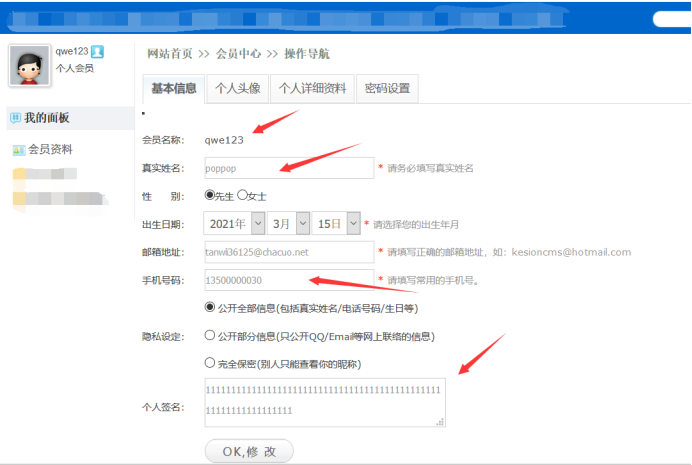 qwe123
个人会员
网站首页 >> 会员中心 >> 操作导航
基本信息 个人头像 个人详细资料 密码设置
我的面板
会员资料
会员名称: qwe123
真实姓名: poppop * 请务必填写真实姓名
性 别: 先生 女士
出生日期: 2021年 3月 15日 * 请选择您的出生年月
邮箱地址: tanwli36125@chacuo.net * 请填写正确的邮箱地址，如：kesioncms@hotmail.com
手机号码: 13500000030 * 请填写常用的手机号。
公开全部信息(包括真实姓名/电话号码/生日等)
隐私设定: 公开部分信息(只公开QQ/Email等网上联络的信息)
完全保密(别人只能查看你的昵称)
个人签名:
OK,修 改